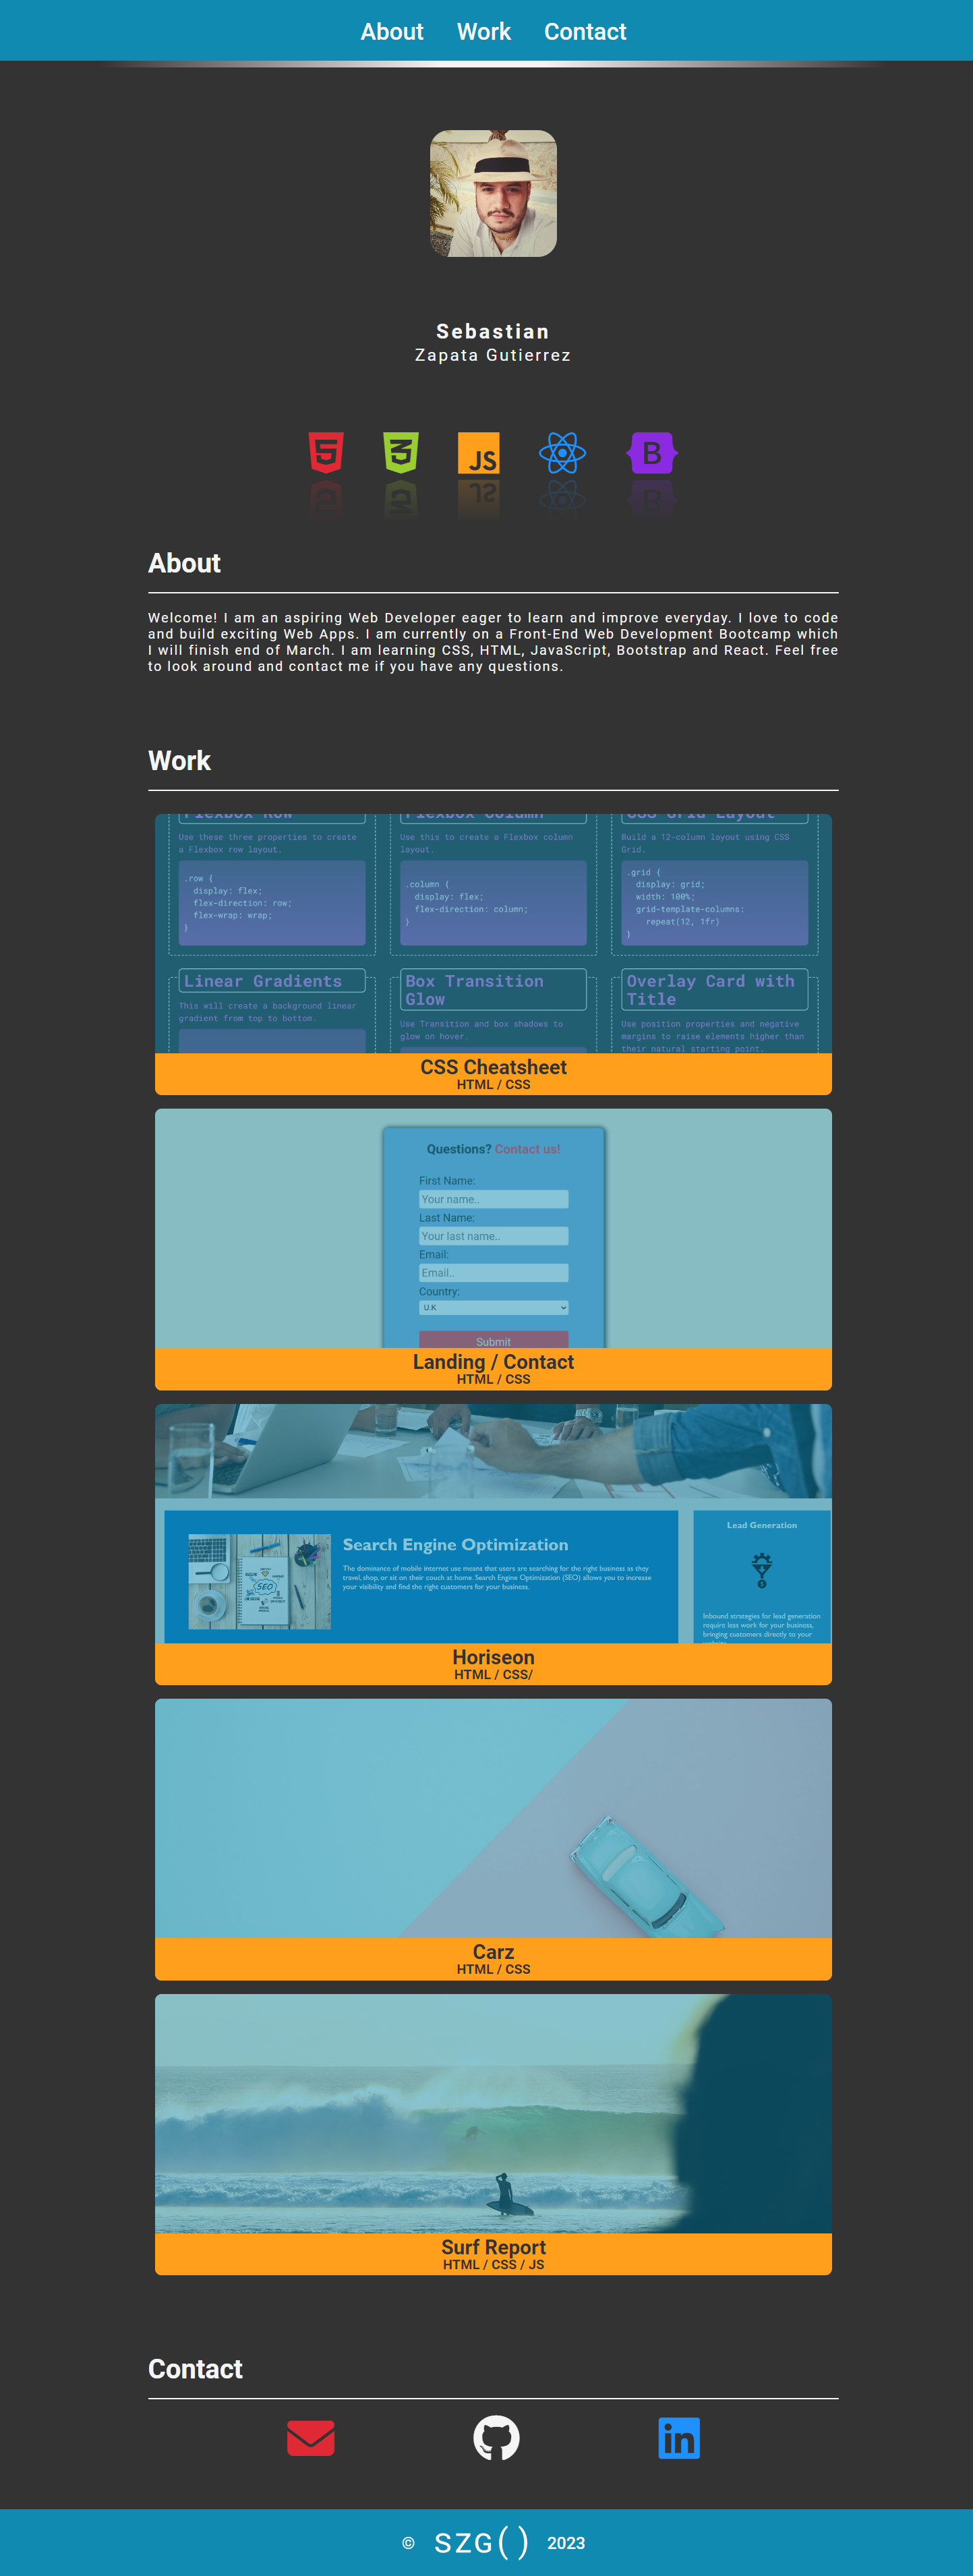 About Work Contact
Sebastian
Zapata Gutierrez
5 3 JS B
About
Welcome! I am an aspiring Web Developer eager to learn and improve everyday. I love to code
and build exciting Web Apps. I am currently on a Front-End Web Development Bootcamp which
I will finish end of March. I am learning CSS, HTML, JavaScript, Bootstrap and React. Feel free
to look around and contact me if you have any questions.
Work
Flexbox Row Flexbox Column CSS Grid Layout
Use these three properties to create
a Flexbox row layout.
.row {
display: flex;
flex-direction: row;
flex-wrap: wrap;
}
Use this to create a Flexbox column
layout.
.column {
display: flex;
flex-direction: column;
}
Build a 12-column layout using CSS
Grid.
.grid {
display: grid;
width: 100%;
grid-template-columns:
repeat(12, 1fr)
}
Linear Gradients
This will create a background linear
gradient from top to bottom.
Box Transition
Glow
Use Transition and box shadows to
glow on hover.
Overlay Card with
Title
Use position properties and negative
margins to raise elements higher than
their natural starting point.
CSS Cheatsheet
HTML / CSS
Questions? Contact us!
First Name:
Your name..
Last Name:
Your last name..
Email:
Email..
Country:
U.K
Submit
Landing / Contact
HTML / CSS
SEO
Search Engine Optimization
The dominance of mobile internet use means that users are searching for the right business as they
travel, shop, or sit on their couch at home. Search Engine Optimization (SEO) allows you to increase
your visibility and find the right customers for your business.
Lead Generation
Inbound strategies for lead generation
require less work for your business,
bringing customers directly to your
website.
Horiseon
HTML / CSS/
Carz
HTML / CSS
Surf Report
HTML / CSS / JS
Contact
in
© SZG() 2023